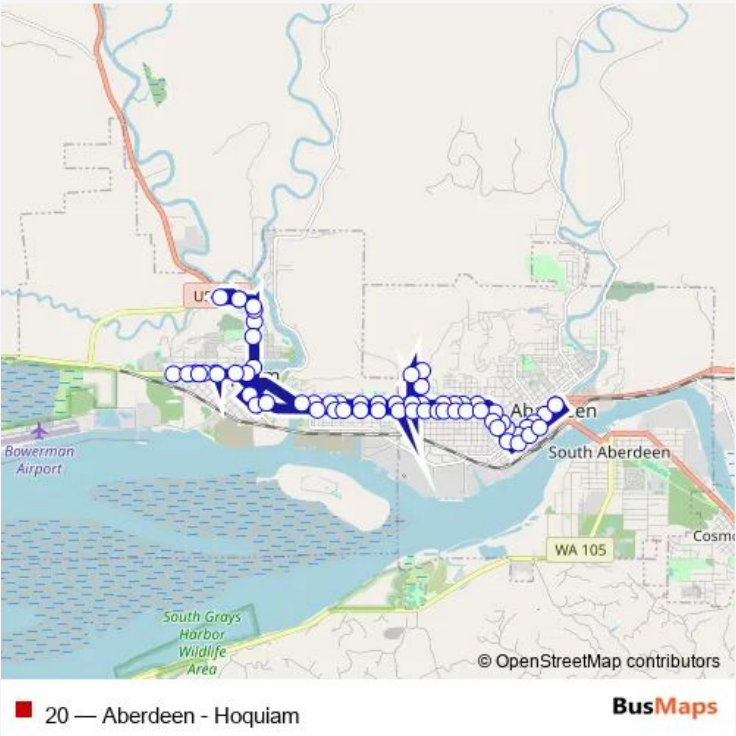 US
m
Aberdeen
South Aberdeen
Bowerman
Airport
Cosm
WA 105
South Grays
Harbor
Wildlife
Area
© OpenStreetMap contributors
20 — Aberdeen - Hoquiam
BusMaps